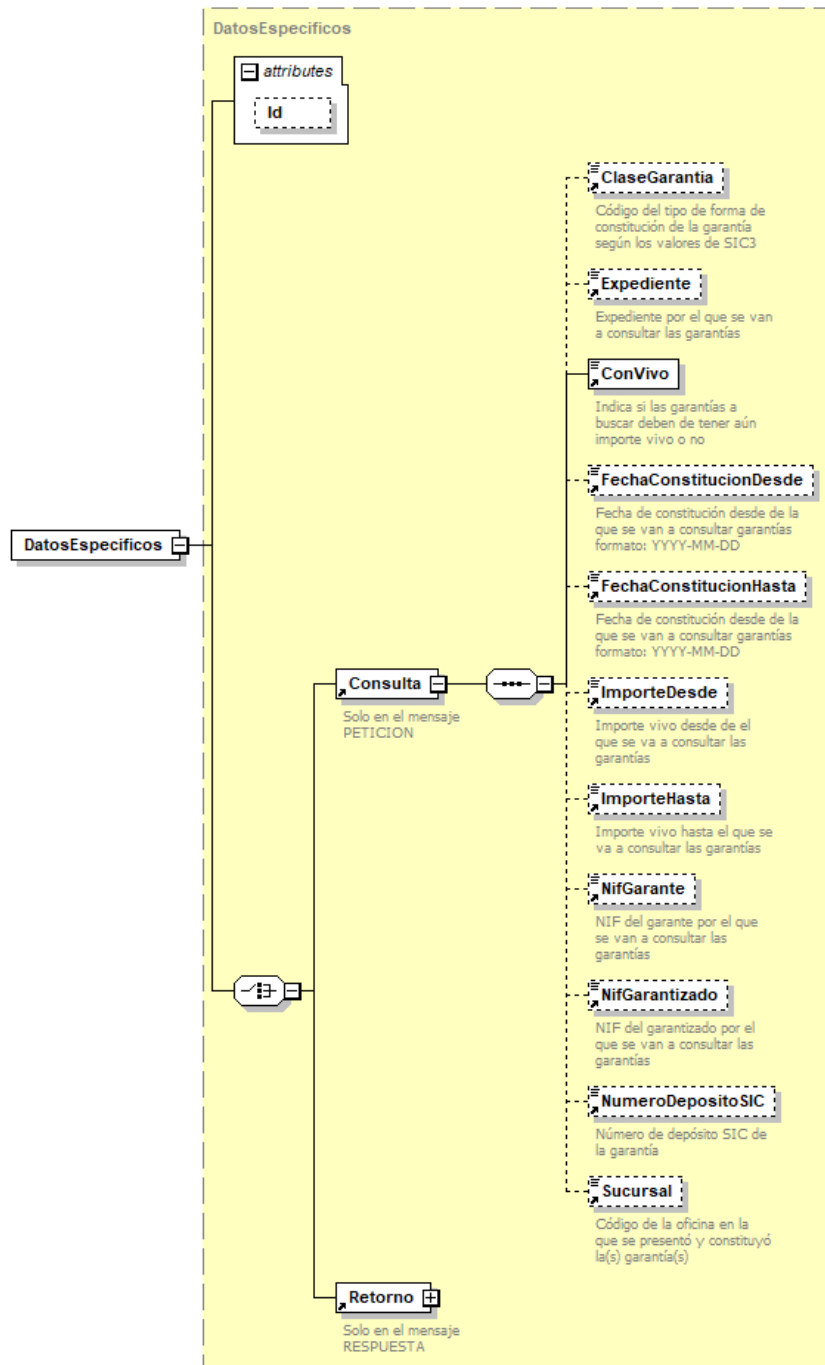 DatosEspecificos
attributes
Id
ClaseGarantia
Código del tipo de forma de
constitución de la garantía
según los valores de SIC3
Expediente
Expediente por el que se van
a consultar las garantías
ConVivo
Indica si las garantías a
buscar deben de tener aún
importe vivo o no
FechaConstitucionDesde
Fecha de constitución desde de la
que se van a consultar garantías
formato: YYYY-MM-DD
DatosEspecificos
FechaConstitucionHasta
Fecha de constitución desde de la
que se van a consultar garantías
formato: YYYY-MM-DD
Consulta
Solo en el mensaje
PETICION
ImporteDesde
Importe vivo desde de el
que se va a consultar las
garantías
ImporteHasta
Importe vivo hasta el que se
va a consultar las garantías
NifGarante
NIF del garante por el que
se van a consultar las
garantías
NifGarantizado
NIF del garantizado por el
que se van a consultar las
garantías
NumeroDepositoSIC
Número de depósito SIC de
la garantía
Sucursal
Código de la oficina en la
que se presentó y constituyó
la(s) garantía(s)
Retorno
Solo en el mensaje
RESPUESTA